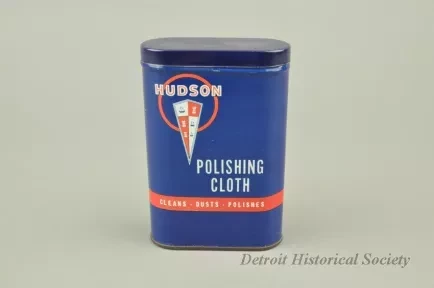 HUDSON
POLISHING
CLOTH
CLEANS · DUSTS · POLISHES
Detroit Historical Society